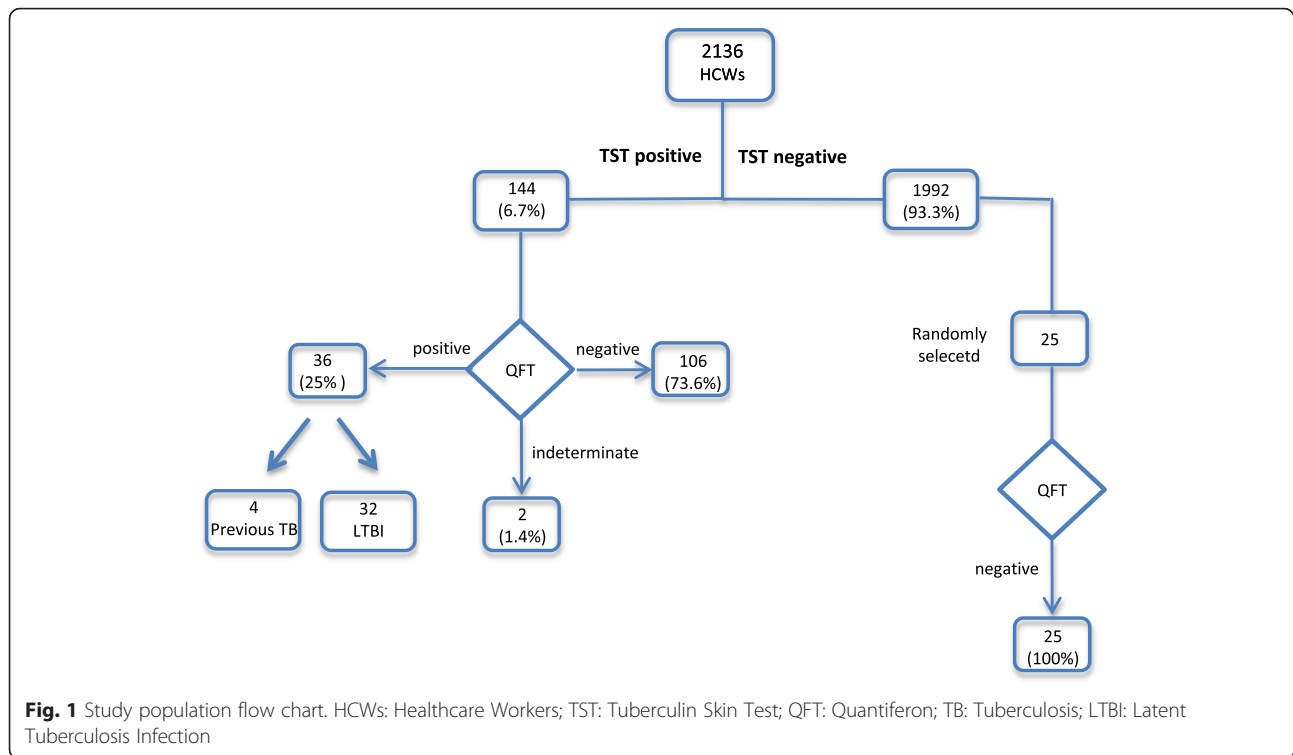 2136
HCWs
TST positive
TST negative
144
(6.7%)
1992
(93.3%)
Randomly
selecetd
25
positive
QFT
negative
36
(25% )
106
(73.6%)
indeterminate
4
Previous TB
32
LTBI
2
(1.4%)
QFT
negative
25
(100%)
Fig. 1 Study population flow chart. HCWs: Healthcare Workers; TST: Tuberculin Skin Test; QFT: Quantiferon; TB: Tuberculosis; LTBI: Latent
Tuberculosis Infection